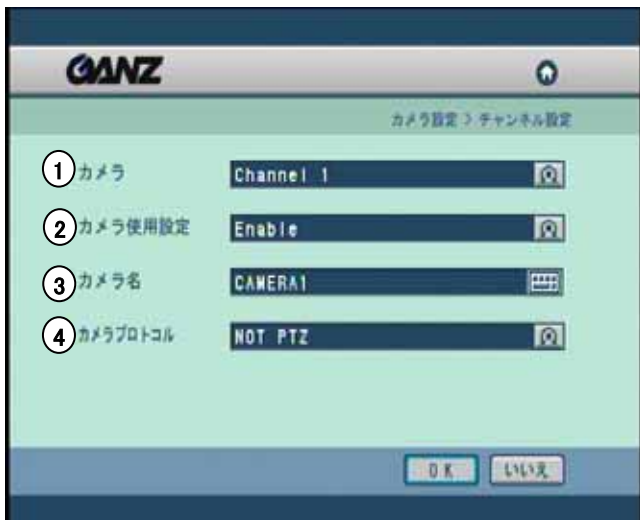 GANZ
カメラ設定 > チャンネル設定
1 カメラ Channel 1
2 カメラ使用設定 Enable
3 カメラ名 CAMERA1
4 カメラプロトコル NOT PTZ
OK いいえ